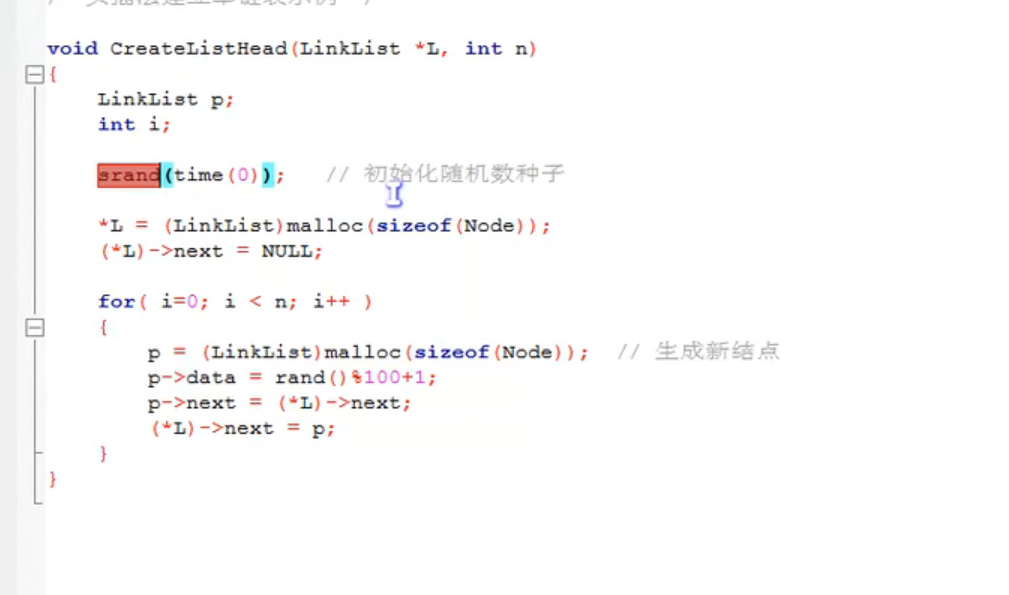 void CreateListHead(LinkList *L, int n)
{
LinkList p;
int i;
srand(time(0)); // 初始化随机数种子
*L = (LinkList)malloc(sizeof(Node));
(*L)->next = NULL;
for( i=0; i < n; i++ )
{
p = (LinkList)malloc(sizeof(Node)); // 生成新结点
p->data = rand()%100+1;
p->next = (*L)->next;
(*L)->next = p;
}
}